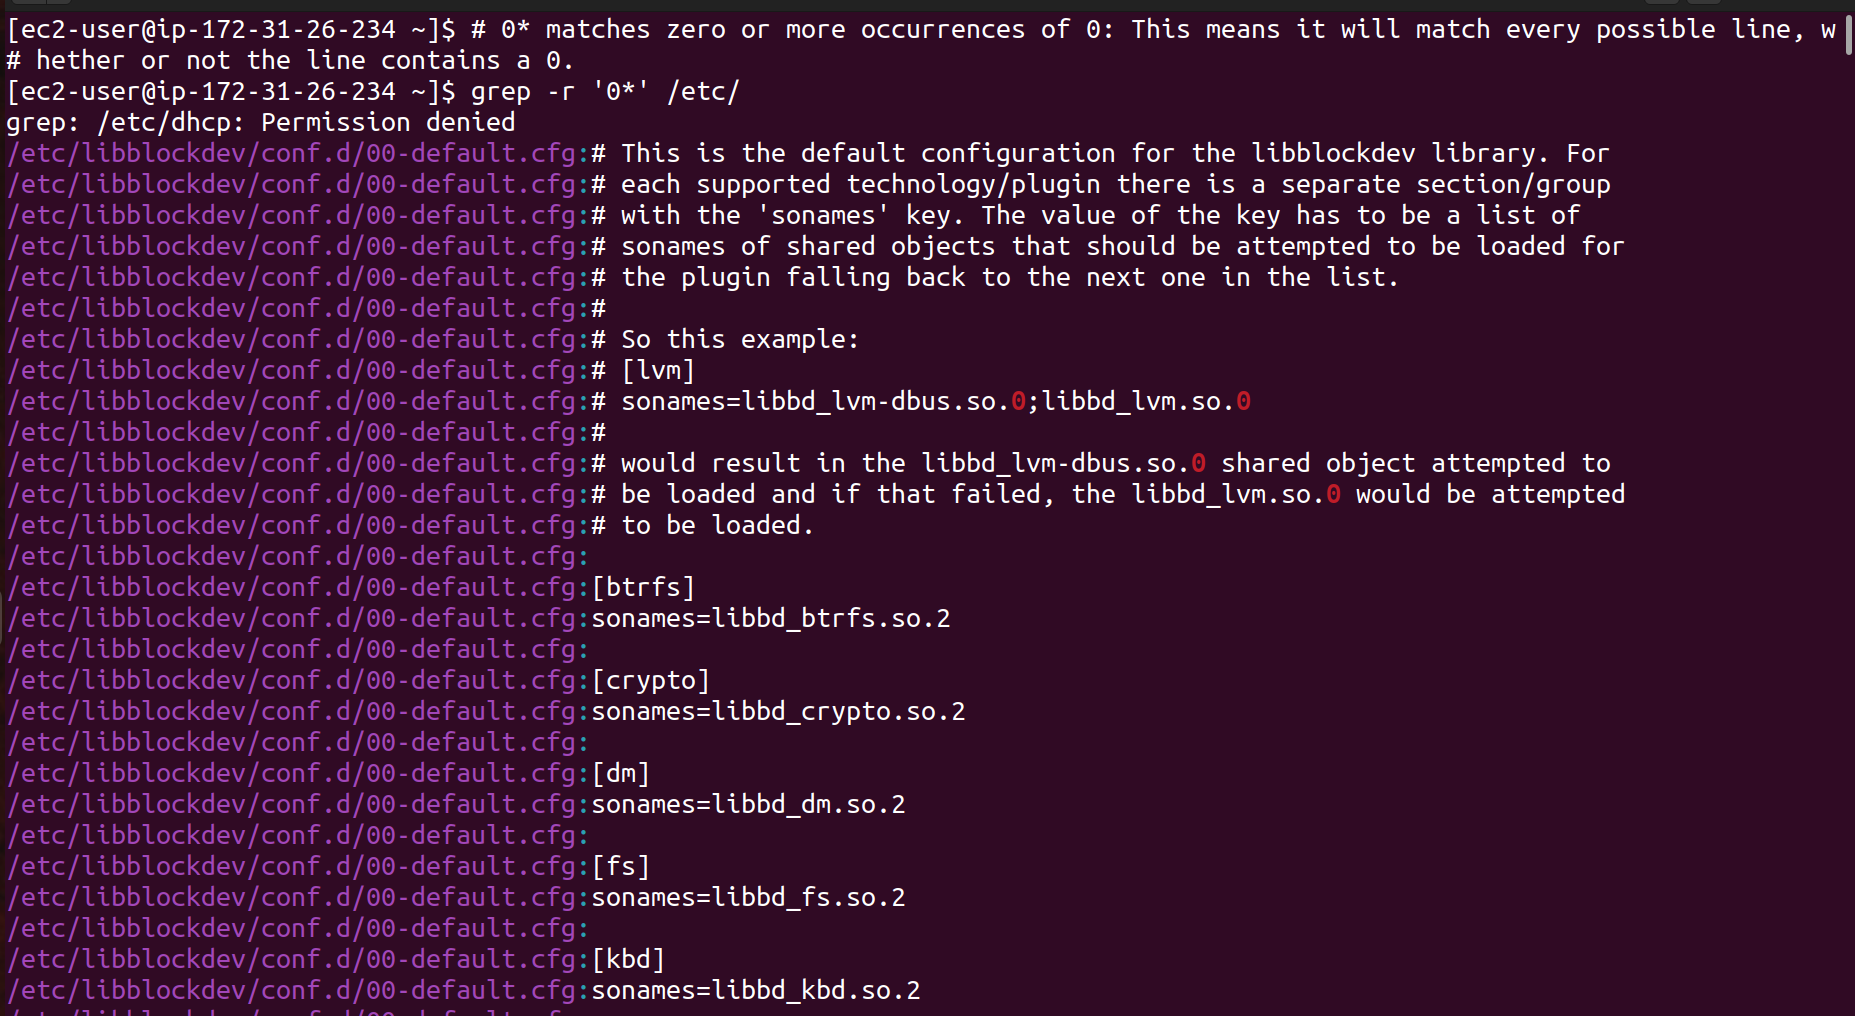 [ec2-user@ip-172-31-26-234 ~]$ # 0* matches zero or more occurrences of 0: This means it will match every possible line, w
# hether or not the line contains a 0.
[ec2-user@ip-172-31-26-234 ~]$ grep -r '0*' /etc/
grep: /etc/dhcp: Permission denied
/etc/libblockdev/conf.d/00-default.cfg:# This is the default configuration for the libblockdev library. For
/etc/libblockdev/conf.d/00-default.cfg:# each supported technology/plugin there is a separate section/group
/etc/libblockdev/conf.d/00-default.cfg:# with the 'sonames' key. The value of the key has to be a list of
/etc/libblockdev/conf.d/00-default.cfg:# sonames of shared objects that should be attempted to be loaded for
/etc/libblockdev/conf.d/00-default.cfg:# the plugin falling back to the next one in the list.
/etc/libblockdev/conf.d/00-default.cfg:#
/etc/libblockdev/conf.d/00-default.cfg:# So this example:
/etc/libblockdev/conf.d/00-default.cfg:# [lvm]
/etc/libblockdev/conf.d/00-default.cfg:# sonames=libbd_lvm-dbus.so.0;libbd_lvm.so.0
/etc/libblockdev/conf.d/00-default.cfg:#
/etc/libblockdev/conf.d/00-default.cfg:# would result in the libbd_lvm-dbus.so.0 shared object attempted to
/etc/libblockdev/conf.d/00-default.cfg:# be loaded and if that failed, the libbd_lvm.so.0 would be attempted
/etc/libblockdev/conf.d/00-default.cfg:# to be loaded.
/etc/libblockdev/conf.d/00-default.cfg:
/etc/libblockdev/conf.d/00-default.cfg:[btrfs]
/etc/libblockdev/conf.d/00-default.cfg:sonames=libbd_btrfs.so.2
/etc/libblockdev/conf.d/00-default.cfg:
/etc/libblockdev/conf.d/00-default.cfg:[crypto]
/etc/libblockdev/conf.d/00-default.cfg:sonames=libbd_crypto.so.2
/etc/libblockdev/conf.d/00-default.cfg:
/etc/libblockdev/conf.d/00-default.cfg:[dm]
/etc/libblockdev/conf.d/00-default.cfg:sonames=libbd_dm.so.2
/etc/libblockdev/conf.d/00-default.cfg:
/etc/libblockdev/conf.d/00-default.cfg:[fs]
/etc/libblockdev/conf.d/00-default.cfg:sonames=libbd_fs.so.2
/etc/libblockdev/conf.d/00-default.cfg:
/etc/libblockdev/conf.d/00-default.cfg:[kbd]
/etc/libblockdev/conf.d/00-default.cfg:sonames=libbd_kbd.so.2